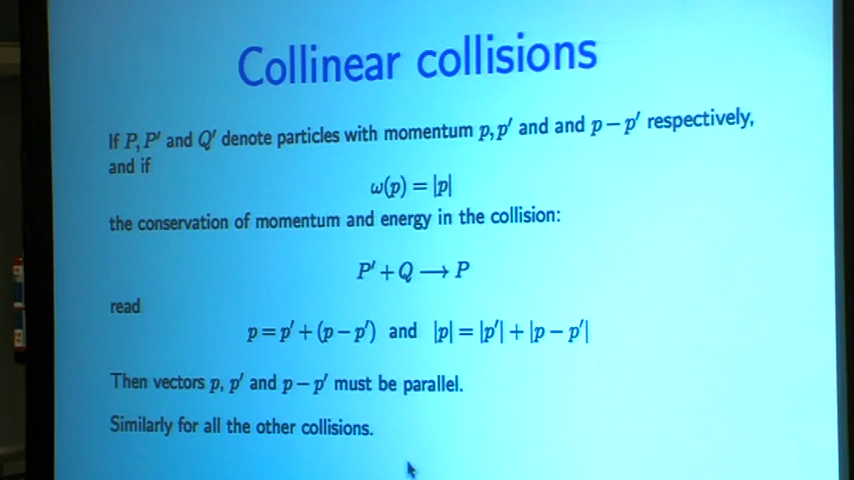 Collinear collisions
If P, P′ and Q′ denote particles with momentum p, p′ and and p − p′ respectively,
and if
ω(p) = |p|
the conservation of momentum and energy in the collision:
P′ + Q ⟶ P
read
p = p′ + (p − p′) and |p| = |p′| + |p − p′|
Then vectors p, p′ and p − p′ must be parallel.
Similarly for all the other collisions.